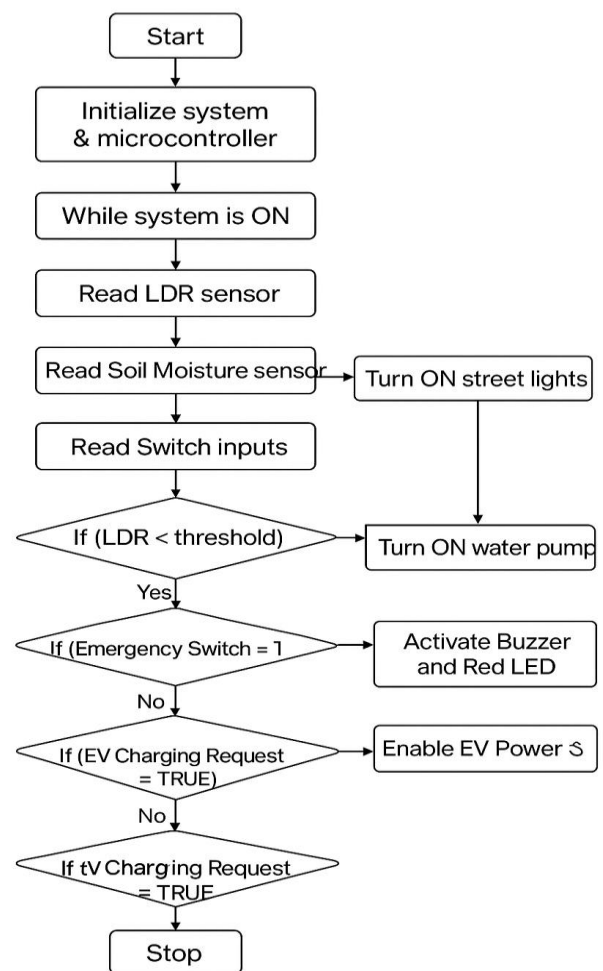 Start
Initialize system
& microcontroller
While system is ON
Read LDR sensor
Read Soil Moisture sensor
Turn ON street lights
Read Switch inputs
If (LDR < threshold)
Turn ON water pump
Yes
If (Emergency Switch =
Activate Buzzer
and Red LED
No
If (EV Charging Request
= TRUE)
Enable EV Power
No
If tV Charging Request
= TRUE
Stop